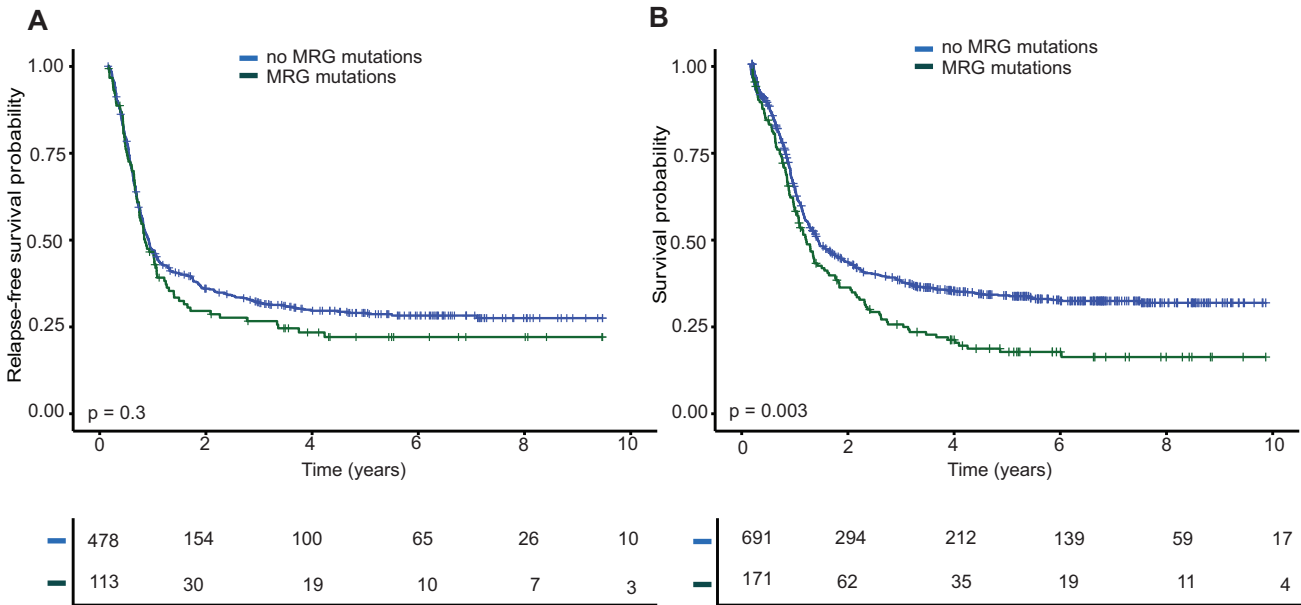 A
no MRG mutations
MRG mutations
Relapse-free survival probability
1.00
0.75
0.50
0.25
0.00
p = 0.3
0 2 4 6 8 10
Time (years)
478 154 100 65 26 10
113 30 19 10 7 3
B
no MRG mutations
MRG mutations
Survival probability
1.00
0.75
0.50
0.25
0.00
p = 0.003
0 2 4 6 8 10
Time (years)
691 294 212 139 59 17
171 62 35 19 11 4